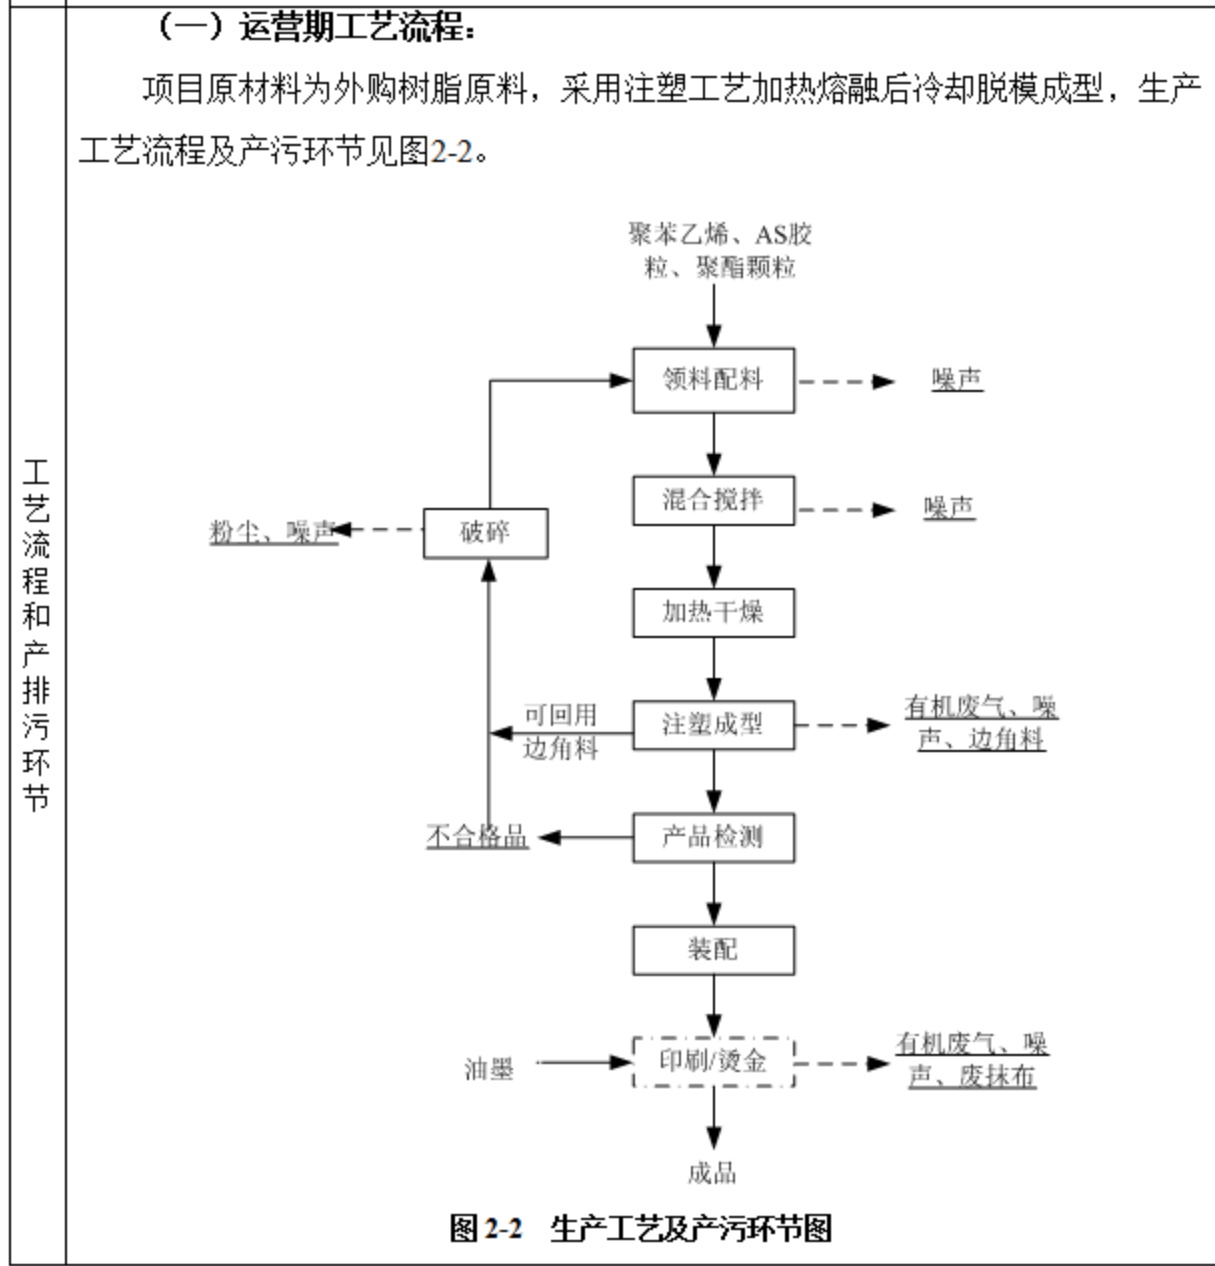 （一）运营期工艺流程：
项目原材料为外购树脂原料，采用注塑工艺加热熔融后冷却脱模成型，生产
工艺流程及产污环节见图2-2。
聚苯乙烯、AS胶
粒、聚酯颗粒
领料配料
噪声
混合搅拌
噪声
粉尘、噪声
破碎
加热干燥
可回用
边角料
注塑成型
有机废气、噪
声、边角料
不合格品
产品检测
装配
油墨
印刷/烫金
有机废气、噪
声、废抹布
成品
图 2-2 生产工艺及产污环节图
工艺流程和产排污环节